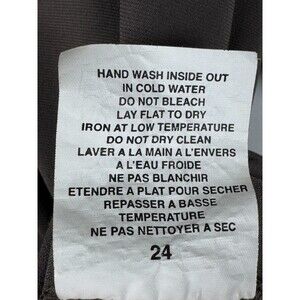 HAND WASH INSIDE OUT
IN COLD WATER
DO NOT BLEACH
LAY FLAT TO DRY
IRON AT LOW TEMPERATURE
DO NOT DRY CLEAN
LAVER A LA MAIN A L'ENVERS
A L'EAU FROIDE
NE PAS BLANCHIR
ETENDRE A PLAT POUR SECHER
REPASSER A BASSE
TEMPERATURE
NE PAS NETTOYER A SEC
24